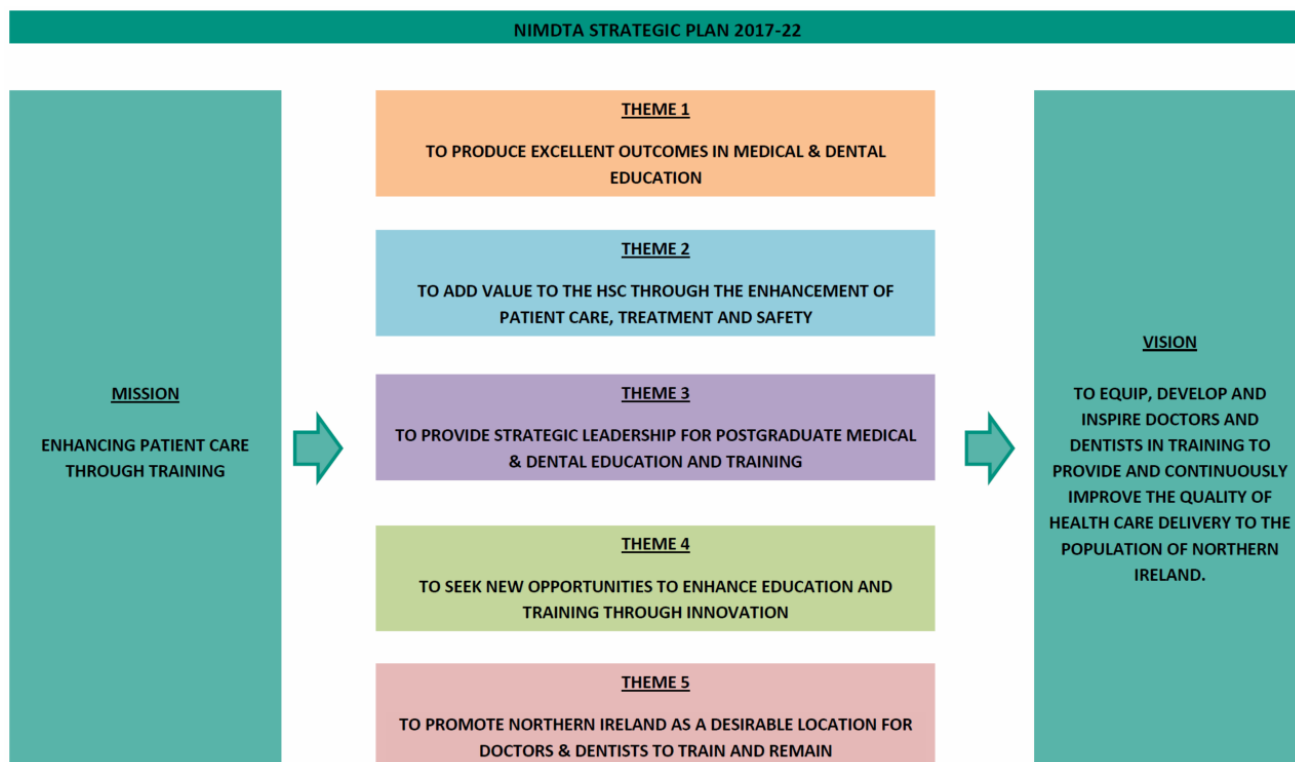 NIMDTA STRATEGIC PLAN 2017-22
MISSION
ENHANCING PATIENT CARE
THROUGH TRAINING
THEME 1
TO PRODUCE EXCELLENT OUTCOMES IN MEDICAL & DENTAL
EDUCATION
THEME 2
TO ADD VALUE TO THE HSC THROUGH THE ENHANCEMENT OF
PATIENT CARE, TREATMENT AND SAFETY
THEME 3
TO PROVIDE STRATEGIC LEADERSHIP FOR POSTGRADUATE MEDICAL
& DENTAL EDUCATION AND TRAINING
THEME 4
TO SEEK NEW OPPORTUNITIES TO ENHANCE EDUCATION AND
TRAINING THROUGH INNOVATION
THEME 5
TO PROMOTE NORTHERN IRELAND AS A DESIRABLE LOCATION FOR
DOCTORS & DENTISTS TO TRAIN AND REMAIN
VISION
TO EQUIP, DEVELOP AND
INSPIRE DOCTORS AND
DENTISTS IN TRAINING TO
PROVIDE AND CONTINUOUSLY
IMPROVE THE QUALITY OF
HEALTH CARE DELIVERY TO THE
POPULATION OF NORTHERN
IRELAND.